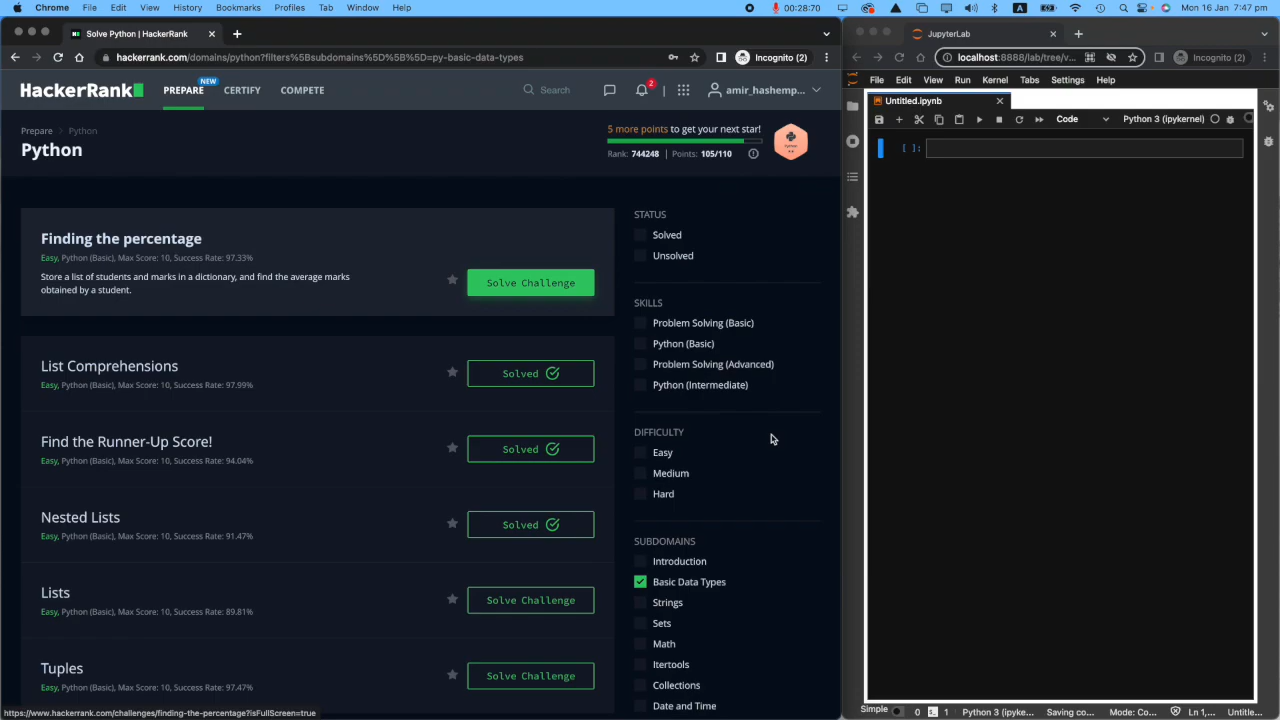 Chrome File Edit View History Bookmarks Profiles Tab Window Help 00:28:70 A Mon 16 Jan 7:47 pm
Solve Python | HackerRank
hackerrank.com/domains/python?filters%5Bsubdomains%5D%5B%5D=py-basic-data-types Incognito (2)
HackerRank PREPARE NEW CERTIFY COMPETE Search 2 amir_hashemp...
Prepare > Python
Python
5 more points to get your next star!
Rank: 744248 | Points: 105/110
Python
Finding the percentage
Easy, Python (Basic), Max Score: 10, Success Rate: 97.33%
Store a list of students and marks in a dictionary, and find the average marks
obtained by a student.
Solve Challenge
List Comprehensions
Easy, Python (Basic), Max Score: 10, Success Rate: 97.99%
Solved
Find the Runner-Up Score!
Easy, Python (Basic), Max Score: 10, Success Rate: 94.04%
Solved
Nested Lists
Easy, Python (Basic), Max Score: 10, Success Rate: 91.47%
Solved
Lists
Easy, Python (Basic), Max Score: 10, Success Rate: 89.81%
Solve Challenge
Tuples
Easy, Python (Basic), Max Score: 10, Success Rate: 97.47%
Solve Challenge
STATUS
Solved
Unsolved
SKILLS
Problem Solving (Basic)
Python (Basic)
Problem Solving (Advanced)
Python (Intermediate)
DIFFICULTY
Easy
Medium
Hard
SUBDOMAINS
Introduction
Basic Data Types
Strings
Sets
Math
Itertools
Collections
Date and Time
https://www.hackerrank.com/challenges/finding-the-percentage?isFullScreen=true
JupyterLab
localhost:8888/lab/tree/v... Incognito (2)
File Edit View Run Kernel Tabs Settings Help
Untitled.ipynb
Code Python 3 (ipykernel)
[ ]:
Simple 0 1 Python 3 (ipyke... Saving co... Mode: Co... Ln 1,... Untitle...